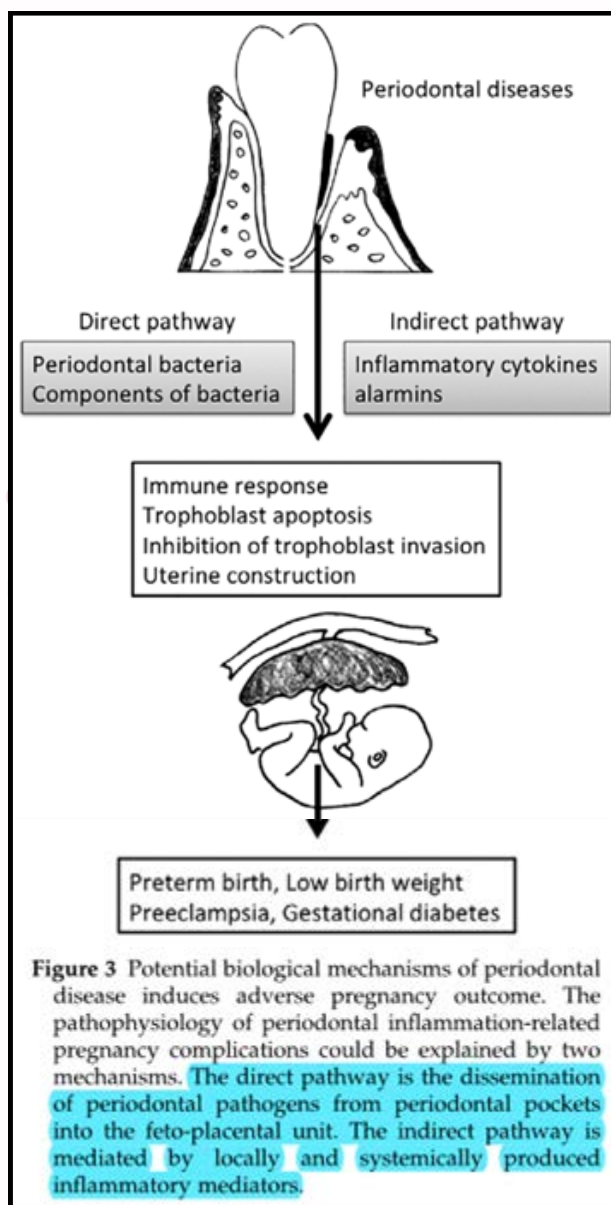 Periodontal diseases
Direct pathway
Indirect pathway
Periodontal bacteria
Components of bacteria
Inflammatory cytokines
alarmins
Immune response
Trophoblast apoptosis
Inhibition of trophoblast invasion
Uterine construction
Preterm birth, Low birth weight
Preeclampsia, Gestational diabetes
Figure 3 Potential biological mechanisms of periodontal
disease induces adverse pregnancy outcome. The
pathophysiology of periodontal inflammation-related
pregnancy complications could be explained by two
mechanisms. The direct pathway is the dissemination
of periodontal pathogens from periodontal pockets
into the feto-placental unit. The indirect pathway is
mediated by locally and systemically produced
inflammatory mediators.